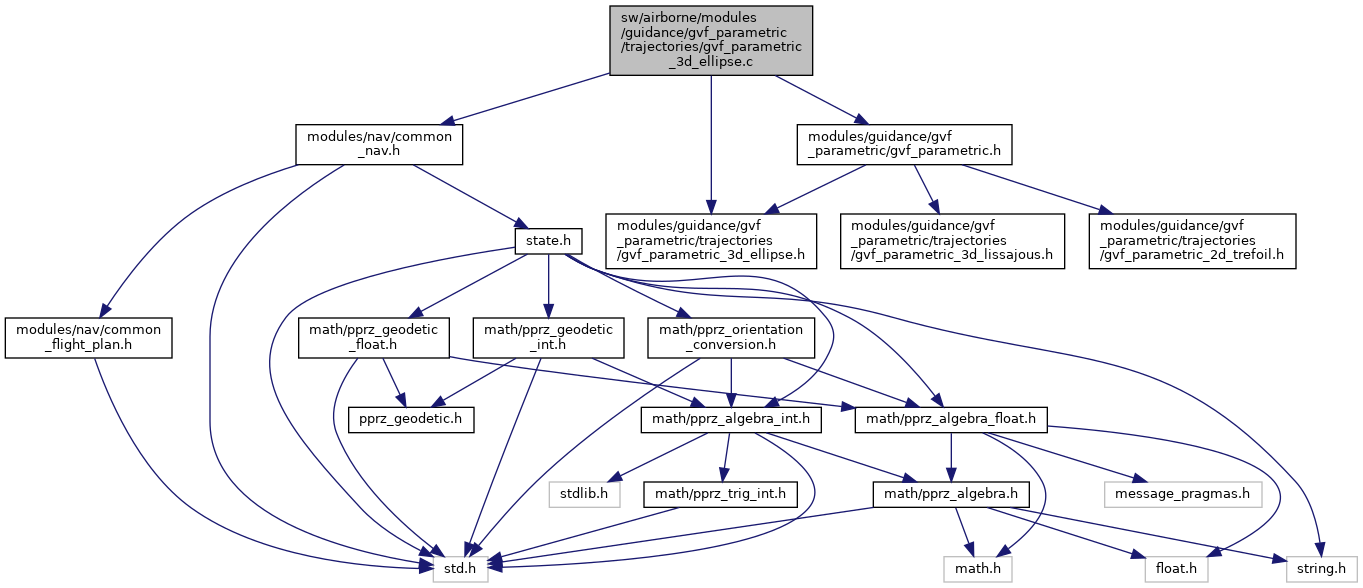 sw/airborne/modules
/guidance/gvf_parametric
/trajectories/gvf_parametric
_3d_ellipse.c
modules/nav/common
_nav.h
modules/guidance/gvf
_parametric/gvf_parametric.h
modules/guidance/gvf
_parametric/trajectories
/gvf_parametric_3d_ellipse.h
modules/guidance/gvf
_parametric/trajectories
/gvf_parametric_3d_lissajous.h
modules/guidance/gvf
_parametric/trajectories
/gvf_parametric_2d_trefoil.h
state.h
modules/nav/common
_flight_plan.h
math/pprz_geodetic
_float.h
math/pprz_geodetic
_int.h
math/pprz_orientation
_conversion.h
pprz_geodetic.h
math/pprz_algebra_int.h
math/pprz_algebra_float.h
stdlib.h
math/pprz_trig_int.h
math/pprz_algebra.h
message_pragmas.h
std.h
math.h
float.h
string.h